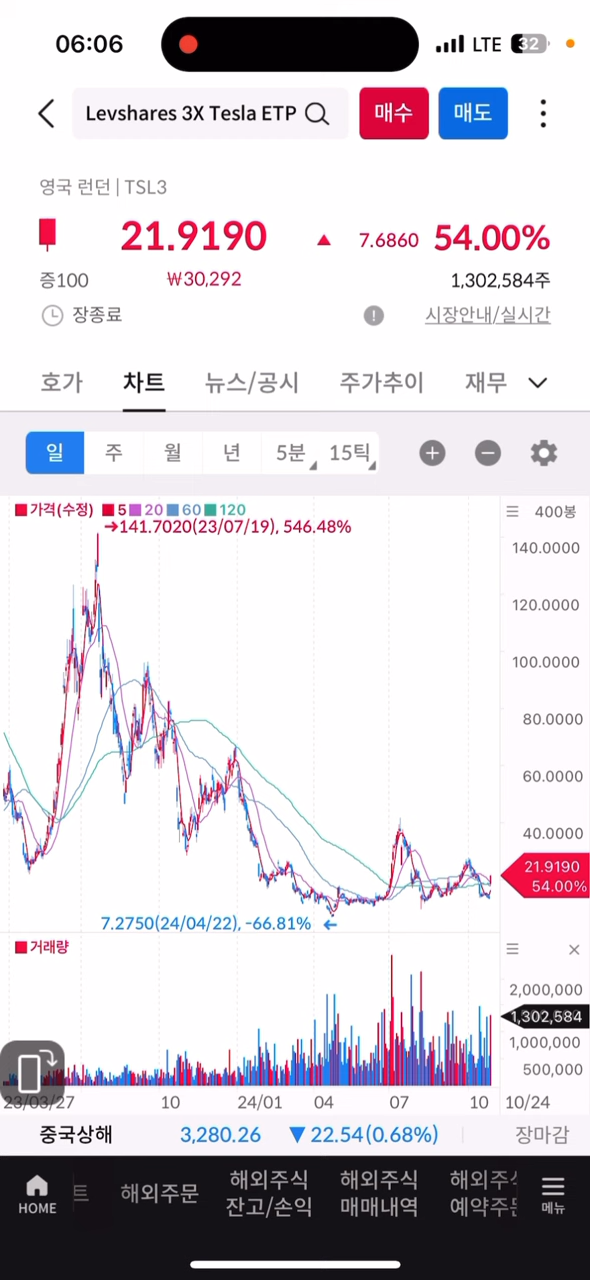 06:06 LTE 32
Levshares 3X Tesla ETP 매수 매도
영국 런던 | TSL3
21.9190 ▲ 7.6860 54.00%
증100 ₩30,292 1,302,584주
장종료 ! 시장안내/실시간
호가 차트 뉴스/공시 주가추이 재무
일 주 월 년 5분 15틱
가격(수정) 5 20 60 120 400봉
→141.7020(23/07/19), 546.48%
140.0000
120.0000
100.0000
80.0000
60.0000
40.0000
21.9190
54.00%
7.2750(24/04/22), -66.81% ←
거래량
2,000,000
1,302,584
1,000,000
500,000
23/03/27 10 24/01 04 07 10 10/24
중국상해 3,280.26 ▼ 22.54(0.68%) 장마감
HOME 트 해외주문 해외주식 잔고/손익 해외주식 매매내역 해외주식 예약주문 메뉴